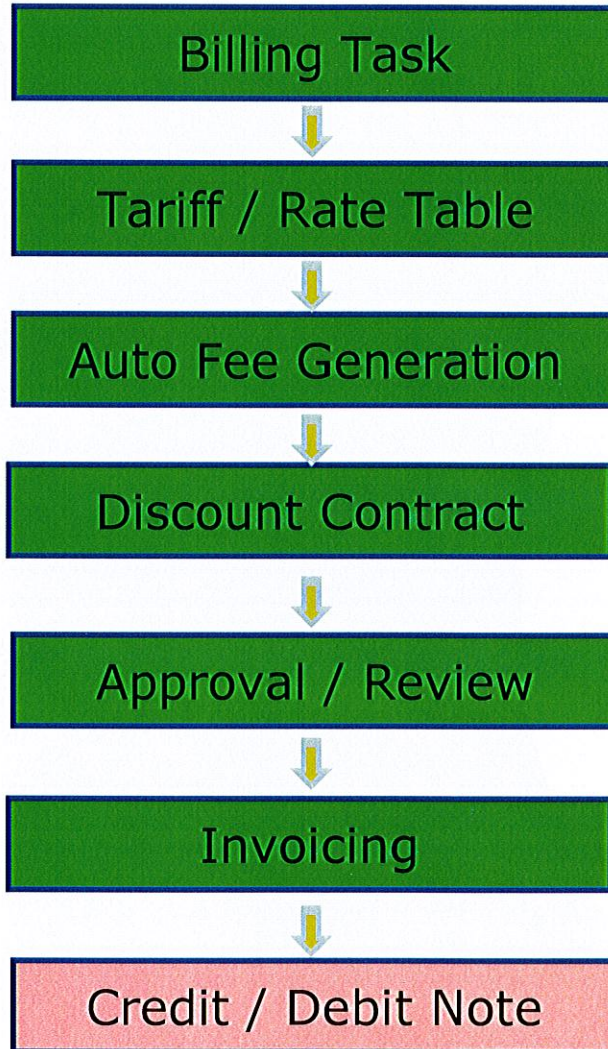 Billing Task
Tariff / Rate Table
Auto Fee Generation
Discount Contract
Approval / Review
Invoicing
Credit / Debit Note